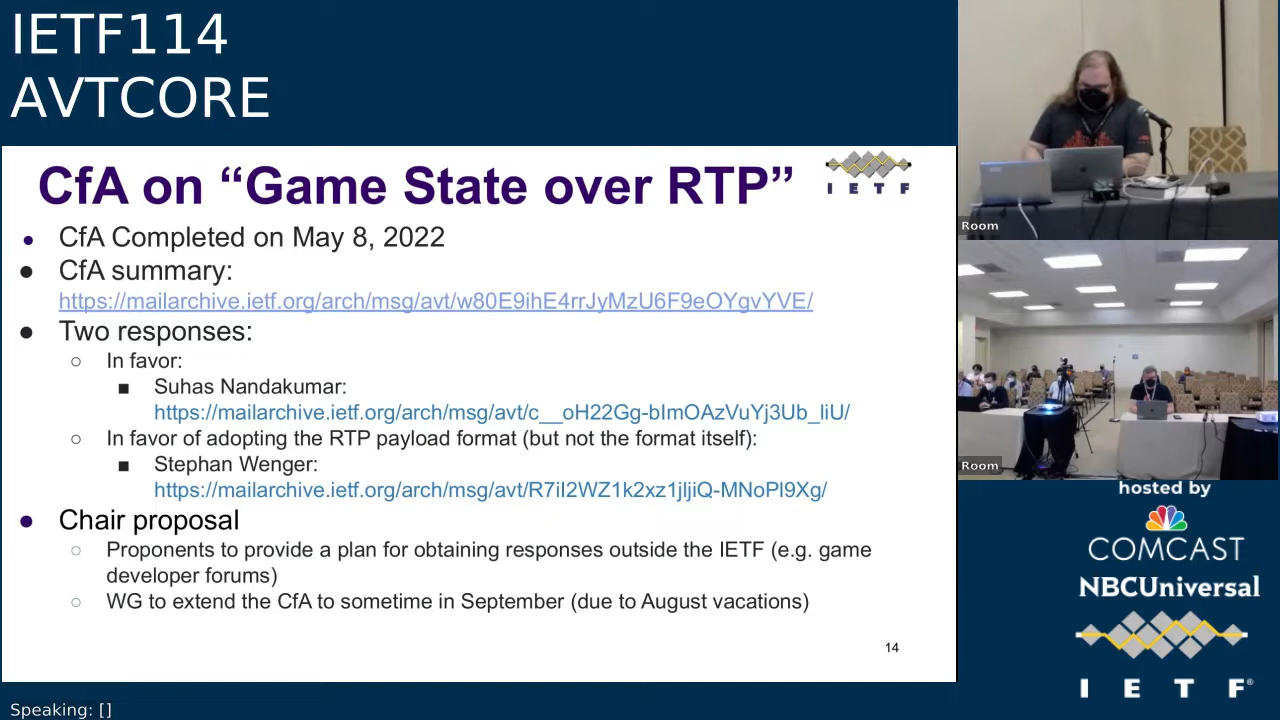 IETF114
AVTCORE
CfA on “Game State over RTP”
I E T F
● CfA Completed on May 8, 2022
● CfA summary:
https://mailarchive.ietf.org/arch/msg/avt/w80E9ihE4rrJyMzU6F9eOYgvYVE/
● Two responses:
○ In favor:
■ Suhas Nandakumar:
https://mailarchive.ietf.org/arch/msg/avt/c__oH22Gg-bImOAzVuYj3Ub_liU/
○ In favor of adopting the RTP payload format (but not the format itself):
■ Stephan Wenger:
https://mailarchive.ietf.org/arch/msg/avt/R7iI2WZ1k2xz1jljiQ-MNoPl9Xg/
● Chair proposal
○ Proponents to provide a plan for obtaining responses outside the IETF (e.g. game
developer forums)
○ WG to extend the CfA to sometime in September (due to August vacations)
14
Room
Room
hosted by
COMCAST
NBCUniversal
I E T F®
Speaking: []